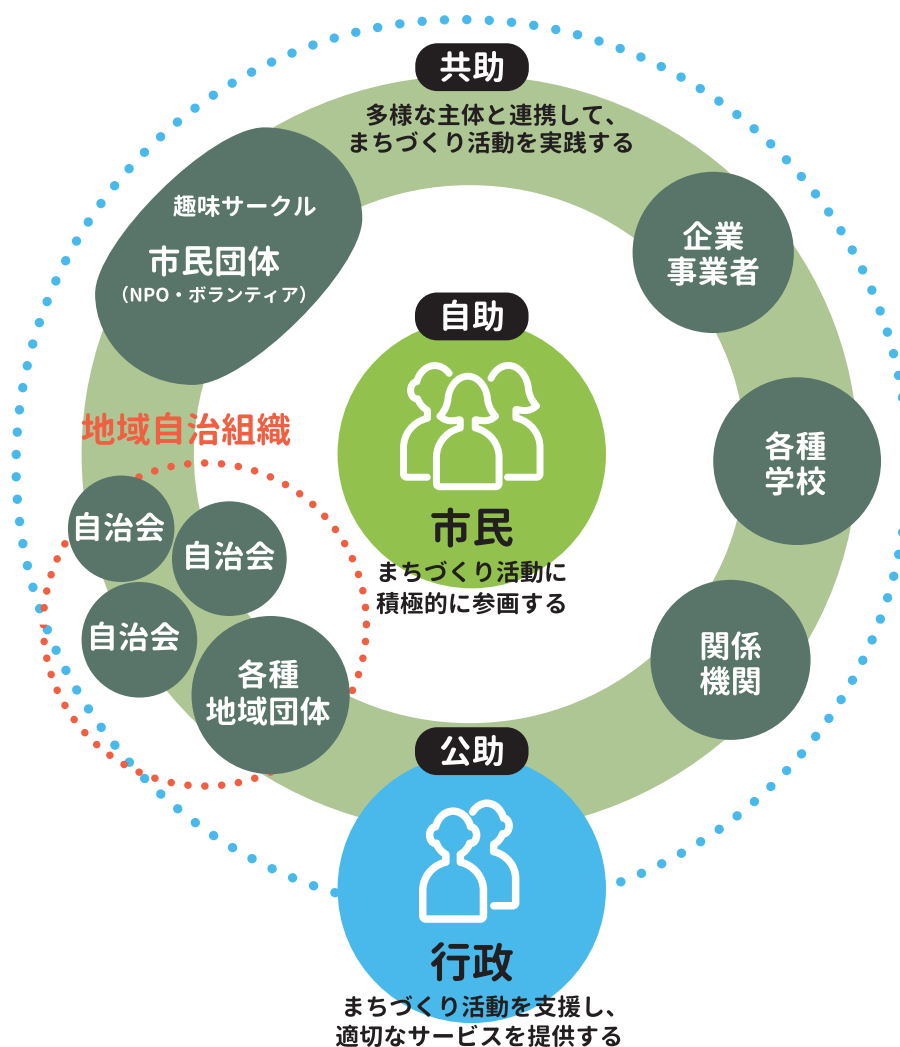 共助
多様な主体と連携して、
まちづくり活動を実践する
趣味サークル
市民団体
（NPO・ボランティア）
企業
事業者
自助
市民
まちづくり活動に
積極的に参画する
各種
学校
地域自治組織
自治会
自治会
自治会
各種
地域団体
関係
機関
公助
行政
まちづくり活動を支援し、
適切なサービスを提供する